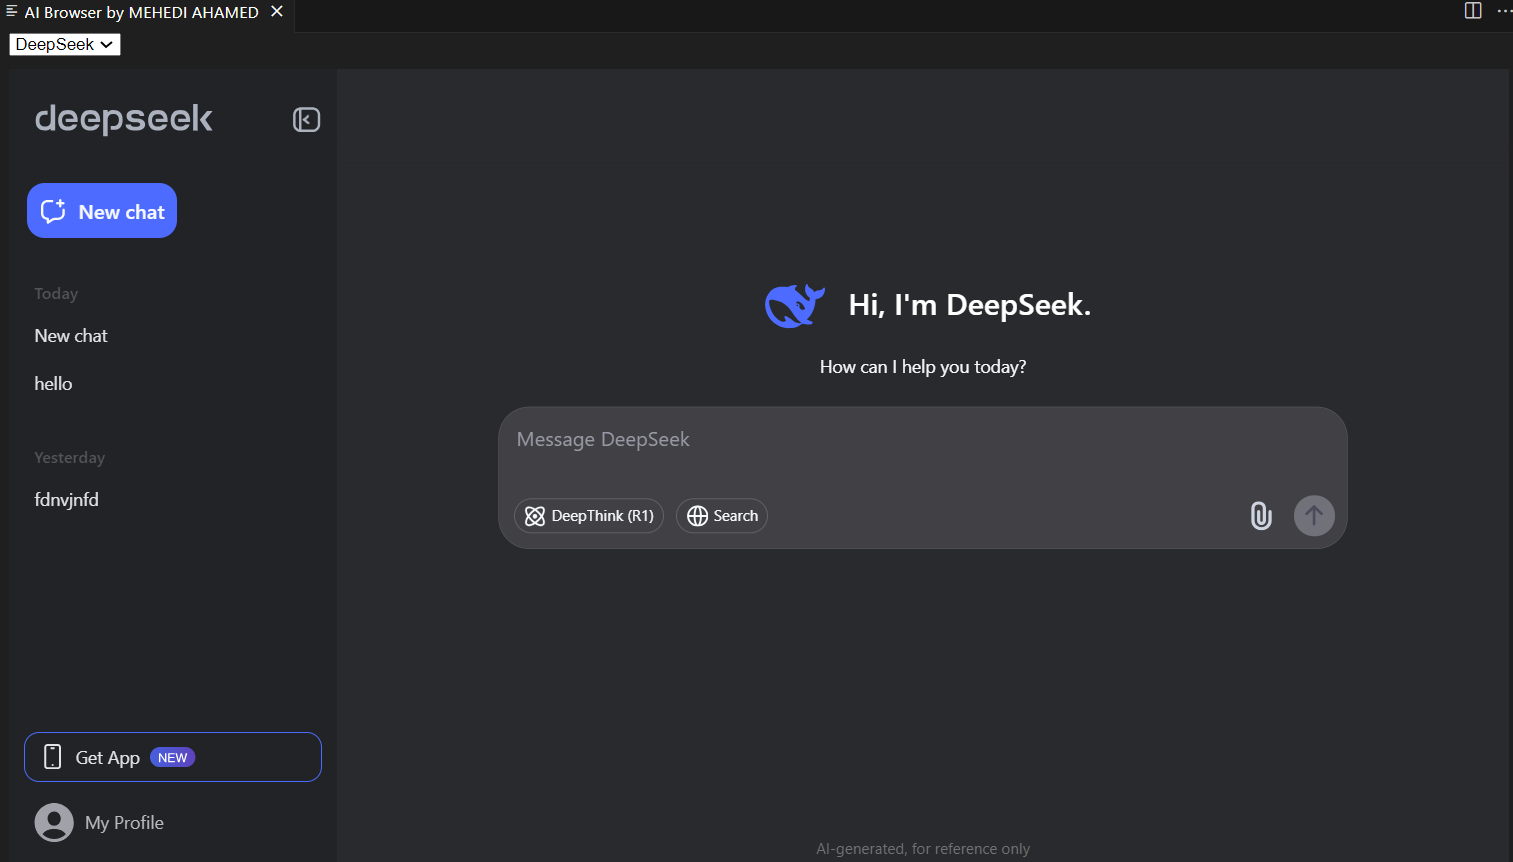 AI Browser by MEHEDI AHAMED
DeepSeek
deepseek
New chat
Today
New chat
hello
Yesterday
fdnvjnfd
Get App NEW
My Profile
Hi, I'm DeepSeek.
How can I help you today?
Message DeepSeek
DeepThink (R1) Search
AI-generated, for reference only